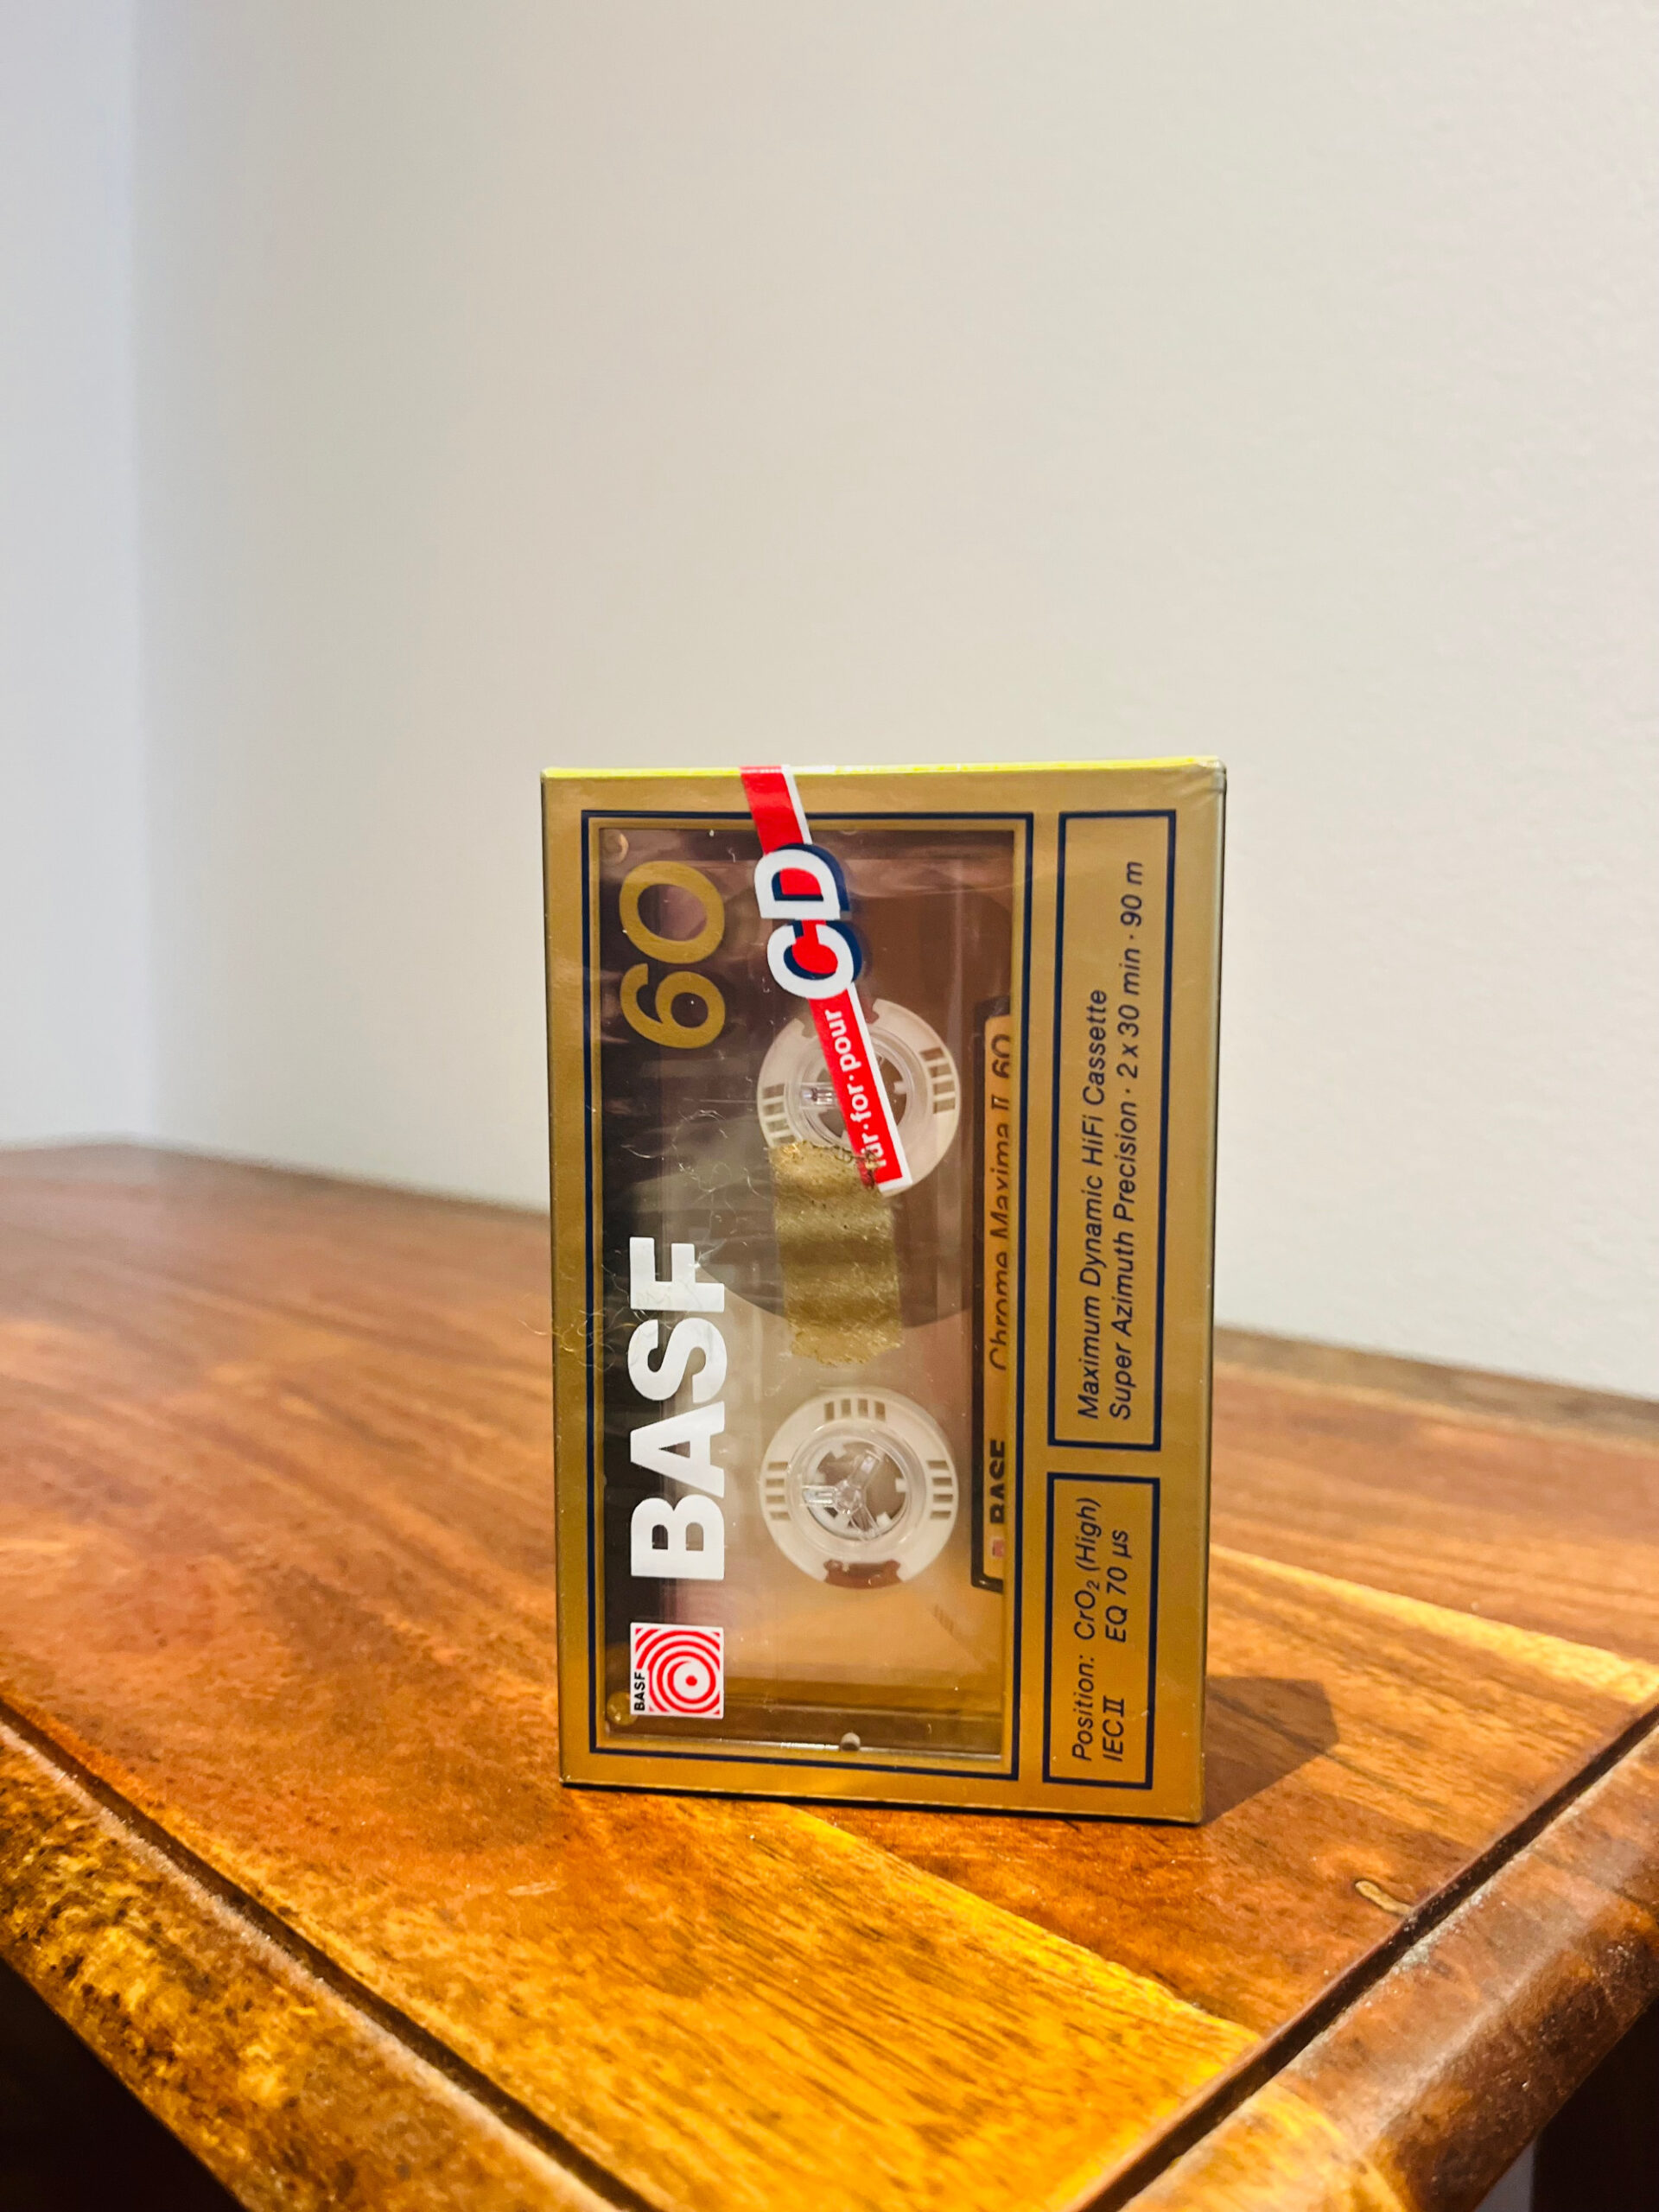 BASF
BASF
60
für·for·pour CD
BASF Chrome Maxima II 60
Position: CrO₂ (High)
IEC II EQ 70 µs
Maximum Dynamic HiFi Cassette
Super Azimuth Precision · 2 x 30 min · 90 m